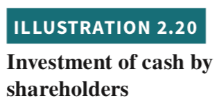 ILLUSTRATION 2.20
Investment of cash by
shareholders